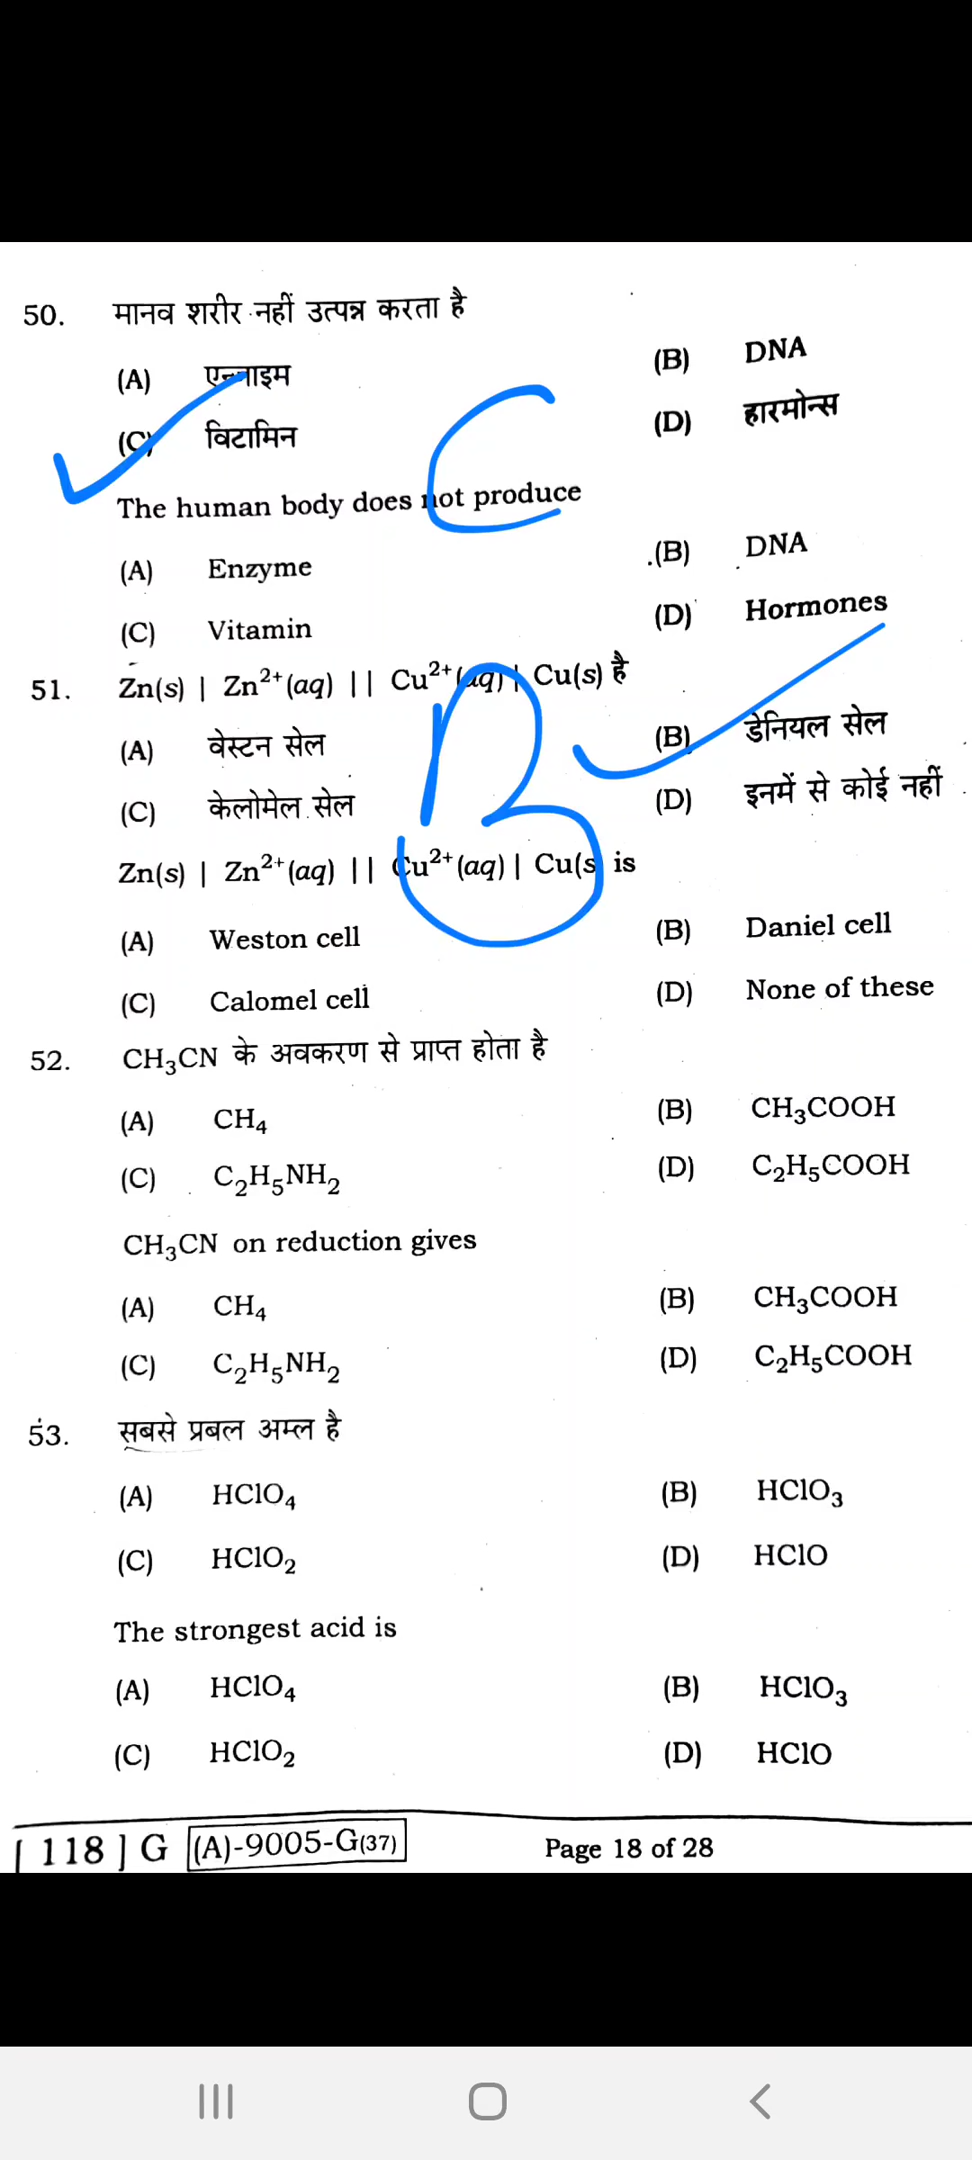 50. मानव शरीर नहीं उत्पन्न करता है
(A) एन्जाइम (B) DNA
(C) विटामिन (D) हारमोन्स
C
The human body does not produce
(A) Enzyme (B) DNA
(C) Vitamin (D) Hormones
51. Zn(s) | Zn²⁺(aq) || Cu²⁺(aq) | Cu(s) है
(A) वेस्टन सेल (B) डेनियल सेल
(C) केलोमेल सेल (D) इनमें से कोई नहीं
B
Zn(s) | Zn²⁺(aq) || Cu²⁺(aq) | Cu(s) is
(A) Weston cell (B) Daniel cell
(C) Calomel cell (D) None of these
52. CH₃CN के अवकरण से प्राप्त होता है
(A) CH₄ (B) CH₃COOH
(C) C₂H₅NH₂ (D) C₂H₅COOH
CH₃CN on reduction gives
(A) CH₄ (B) CH₃COOH
(C) C₂H₅NH₂ (D) C₂H₅COOH
53. सबसे प्रबल अम्ल है
(A) HClO₄ (B) HClO₃
(C) HClO₂ (D) HClO
The strongest acid is
(A) HClO₄ (B) HClO₃
(C) HClO₂ (D) HClO
[ 118 ] G (A)-9005-G(37) Page 18 of 28